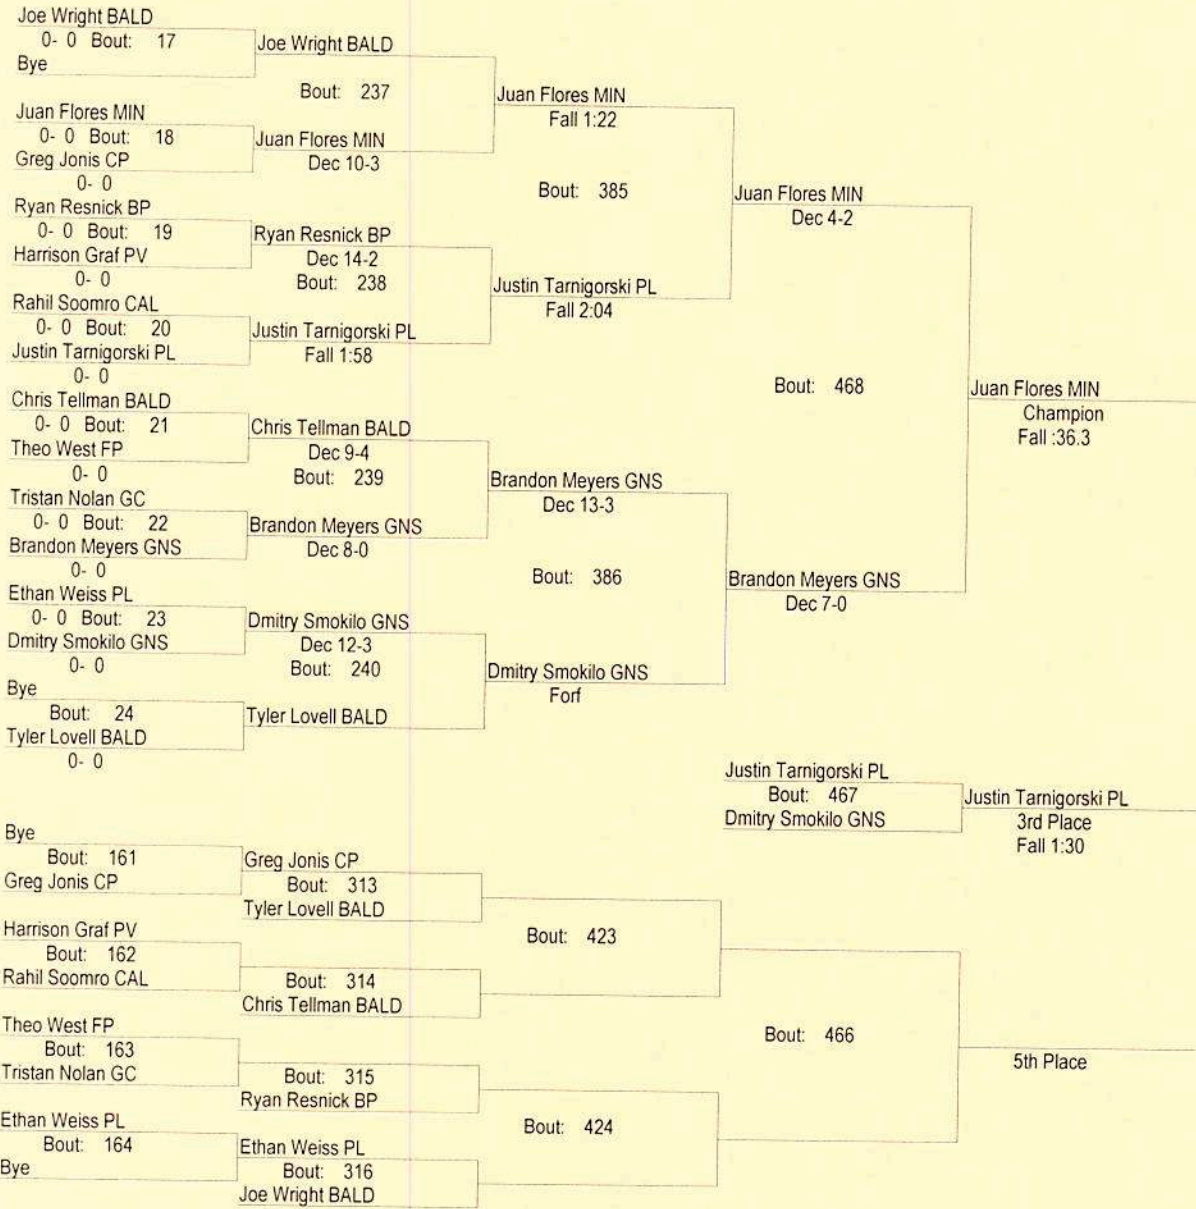 Joe Wright BALD
0- 0 Bout: 17
Bye
Juan Flores MIN
0- 0 Bout: 18
Greg Jonis CP
0- 0
Ryan Resnick BP
0- 0 Bout: 19
Harrison Graf PV
0- 0
Rahil Soomro CAL
0- 0 Bout: 20
Justin Tarnigorski PL
0- 0
Chris Tellman BALD
0- 0 Bout: 21
Theo West FP
0- 0
Tristan Nolan GC
0- 0 Bout: 22
Brandon Meyers GNS
0- 0
Ethan Weiss PL
0- 0 Bout: 23
Dmitry Smokilo GNS
0- 0
Bye
Bout: 24
Tyler Lovell BALD
0- 0
Joe Wright BALD
Bout: 237
Juan Flores MIN
Dec 10-3
Ryan Resnick BP
Dec 14-2
Bout: 238
Justin Tarnigorski PL
Fall 1:58
Chris Tellman BALD
Dec 9-4
Bout: 239
Brandon Meyers GNS
Dec 8-0
Dmitry Smokilo GNS
Dec 12-3
Bout: 240
Tyler Lovell BALD
Juan Flores MIN
Fall 1:22
Bout: 385
Justin Tarnigorski PL
Fall 2:04
Brandon Meyers GNS
Dec 13-3
Bout: 386
Dmitry Smokilo GNS
Forf
Juan Flores MIN
Dec 4-2
Bout: 468
Brandon Meyers GNS
Dec 7-0
Juan Flores MIN
Champion
Fall :36.3
Justin Tarnigorski PL
Bout: 467
Dmitry Smokilo GNS
Justin Tarnigorski PL
3rd Place
Fall 1:30
Bye
Bout: 161
Greg Jonis CP
Harrison Graf PV
Bout: 162
Rahil Soomro CAL
Theo West FP
Bout: 163
Tristan Nolan GC
Ethan Weiss PL
Bout: 164
Bye
Greg Jonis CP
Bout: 313
Tyler Lovell BALD
Bout: 314
Chris Tellman BALD
Bout: 315
Ryan Resnick BP
Ethan Weiss PL
Bout: 316
Joe Wright BALD
Bout: 423
Bout: 424
Bout: 466
5th Place